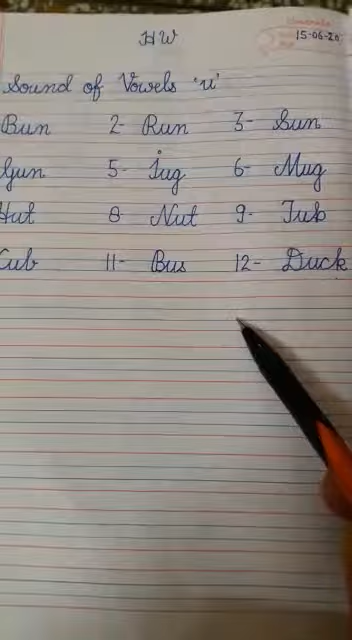 HW
15-06-20
Sound of Vowels 'u'
Bun 2- Run 3- Sun
Gun 5- Jug 6- Mug
Hut 8- Nut 9- Tub
Cub 11- Bus 12- Duck